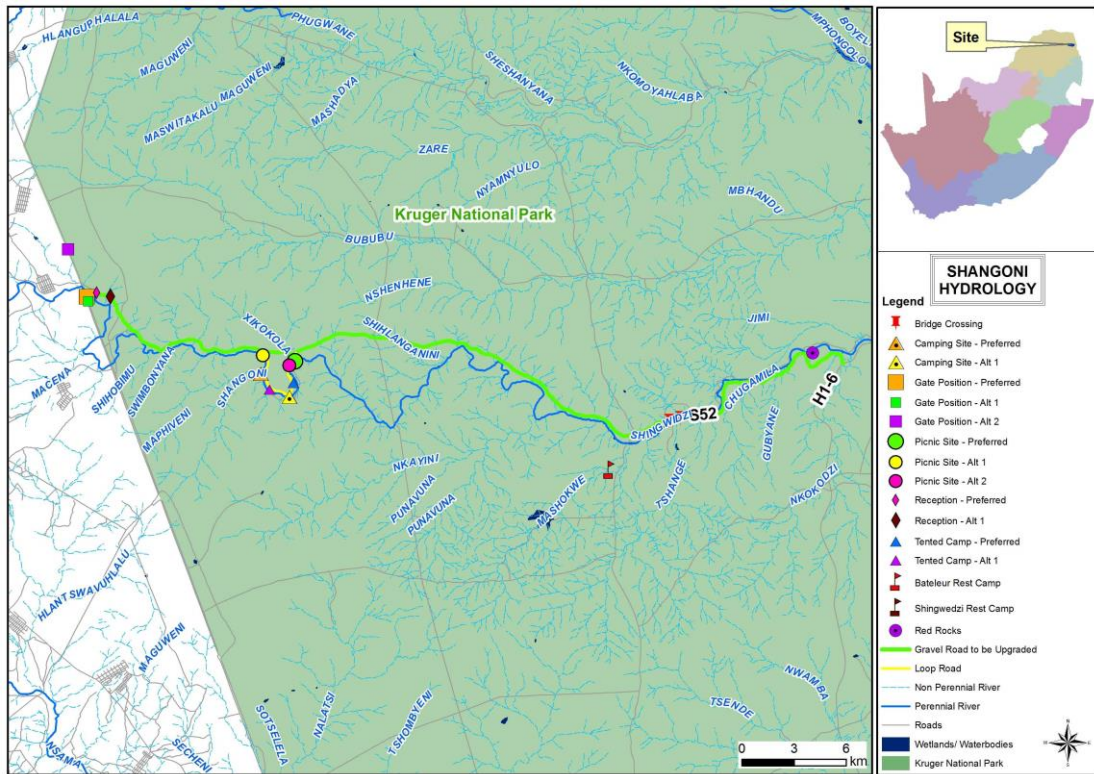 HLANGUPHALALA
PHUGWANE
BOYELI
MPHONGOLO
MAGUWENI
MASWITAKALU MAGUWENI
MASHADYA
SHESHANYANA
NKOMOYAHLABA
ZARE
NYAMNYULO
MBHANDU
Kruger National Park
BUBUBU
NSHENHENE
XIKOKOLA
SHIHLANGANINI
JIMI
MACENA
SHIHOBIMU
SWIMBONYANA
SHANGONI
MAPHIVENI
CHUGAMILA
H1-6
S52
SHINGWIDZI
GUBYANE
NKAYINI
PUNAVUNA
PUNAVUNA
MASHOKWE
TSHANGE
NKOKODZI
HLANTSWAVUHLALU
MAGUWENI
NSAMA
SECHENI
SOTSELELA
NALATSI
TSHOMBYENI
TSENDE
NWAMBA
0 3 6
km
Site
SHANGONI
HYDROLOGY
Legend
Bridge Crossing
Camping Site - Preferred
Camping Site - Alt 1
Gate Position - Preferred
Gate Position - Alt 1
Gate Position - Alt 2
Picnic Site - Preferred
Picnic Site - Alt 1
Picnic Site - Alt 2
Reception - Preferred
Reception - Alt 1
Tented Camp - Preferred
Tented Camp - Alt 1
Bateleur Rest Camp
Shingwedzi Rest Camp
Red Rocks
Gravel Road to be Upgraded
Loop Road
Non Perennial River
Perennial River
Roads
Wetlands/ Waterbodies
Kruger National Park